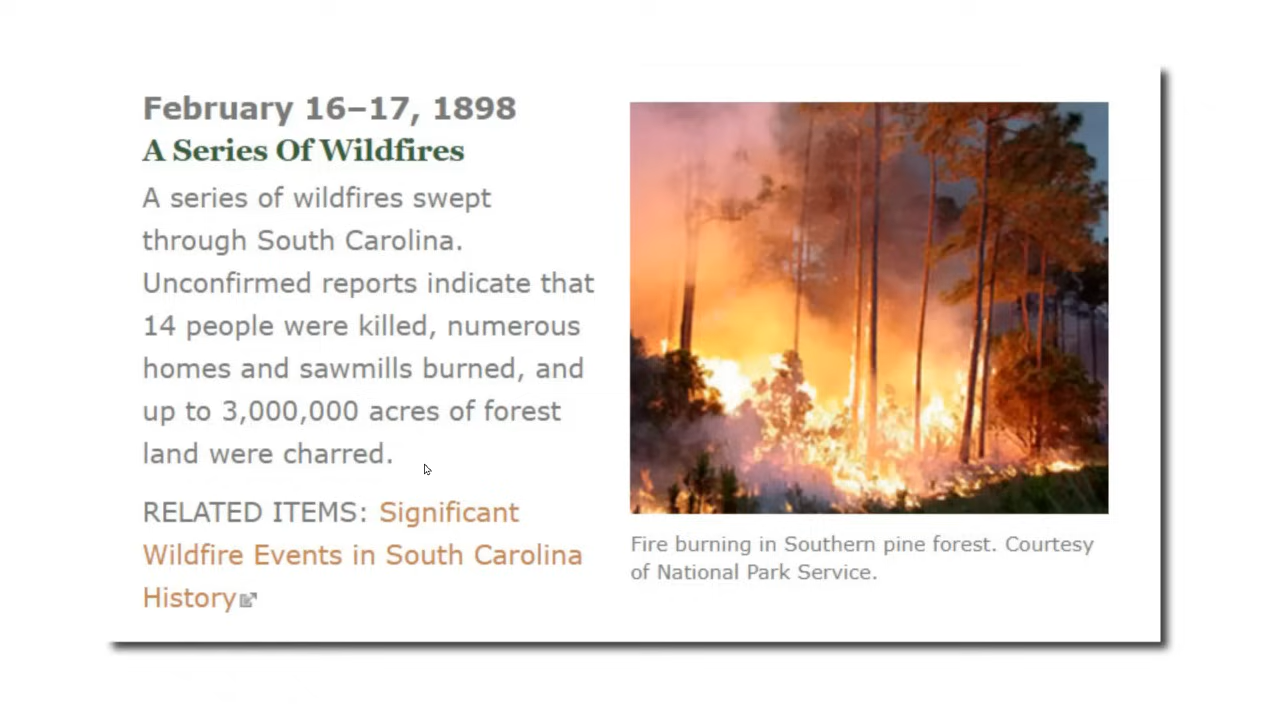 February 16–17, 1898
A Series Of Wildfires
A series of wildfires swept
through South Carolina.
Unconfirmed reports indicate that
14 people were killed, numerous
homes and sawmills burned, and
up to 3,000,000 acres of forest
land were charred.
RELATED ITEMS: Significant
Wildfire Events in South Carolina
History
Fire burning in Southern pine forest. Courtesy
of National Park Service.